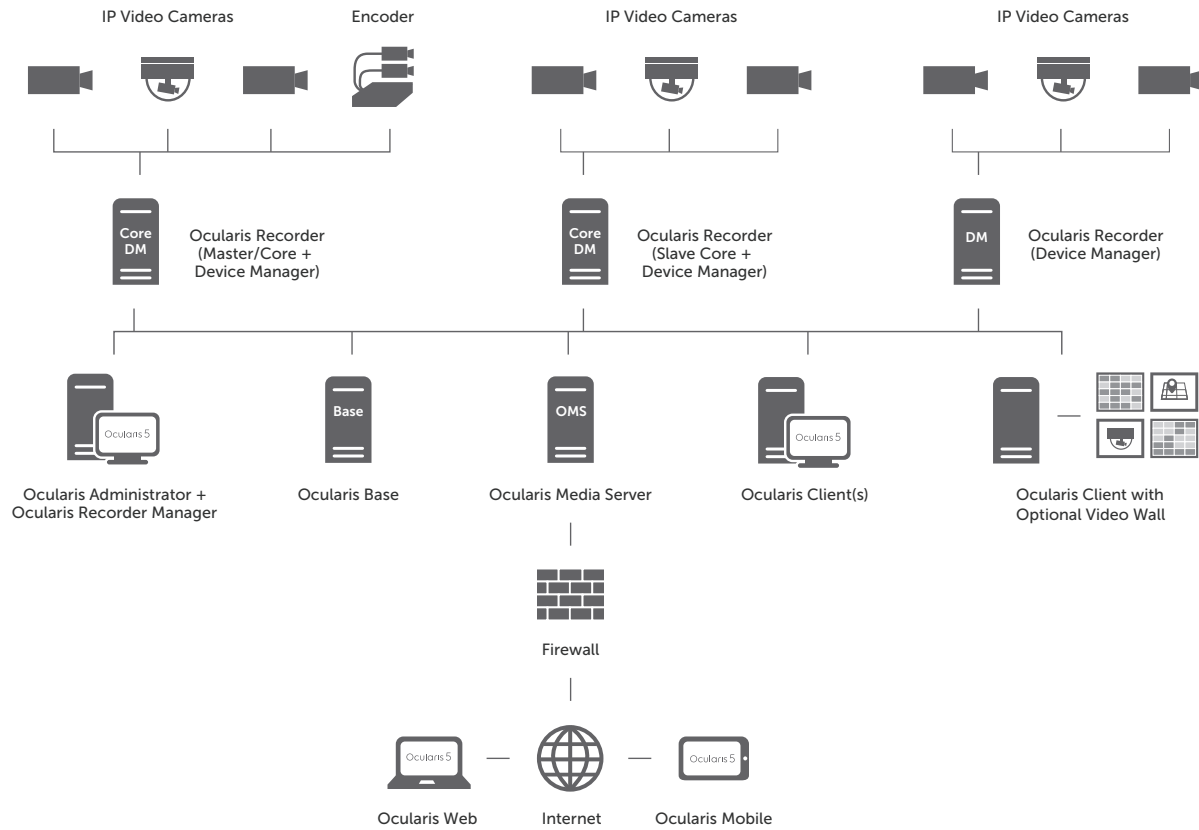 IP Video Cameras
Encoder
IP Video Cameras
IP Video Cameras
Core
DM
Ocularis Recorder
(Master/Core +
Device Manager)
Core
DM
Ocularis Recorder
(Slave Core +
Device Manager)
DM
Ocularis Recorder
(Device Manager)
Ocularis 5
Base
OMS
Ocularis 5
Ocularis Administrator +
Ocularis Recorder Manager
Ocularis Base
Ocularis Media Server
Ocularis Client(s)
Ocularis Client with
Optional Video Wall
Firewall
Ocularis 5
Ocularis 5
Ocularis Web
Internet
Ocularis Mobile